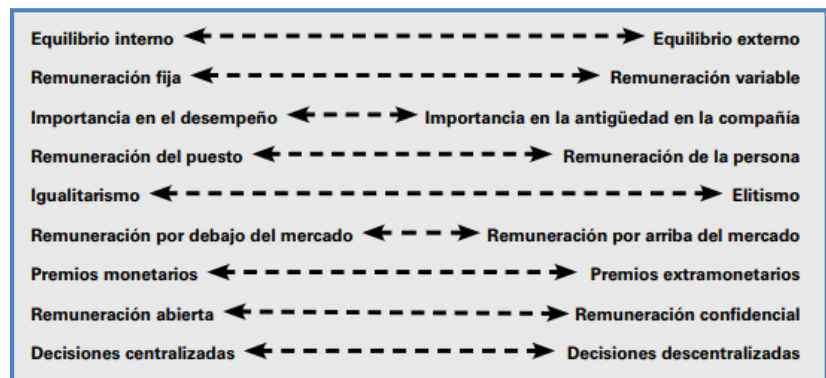 Equilibrio interno Equilibrio externo
Remuneración fija Remuneración variable
Importancia en el desempeño Importancia en la antigüedad en la compañía
Remuneración del puesto Remuneración de la persona
Igualitarismo Elitismo
Remuneración por debajo del mercado Remuneración por arriba del mercado
Premios monetarios Premios extramonetarios
Remuneración abierta Remuneración confidencial
Decisiones centralizadas Decisiones descentralizadas